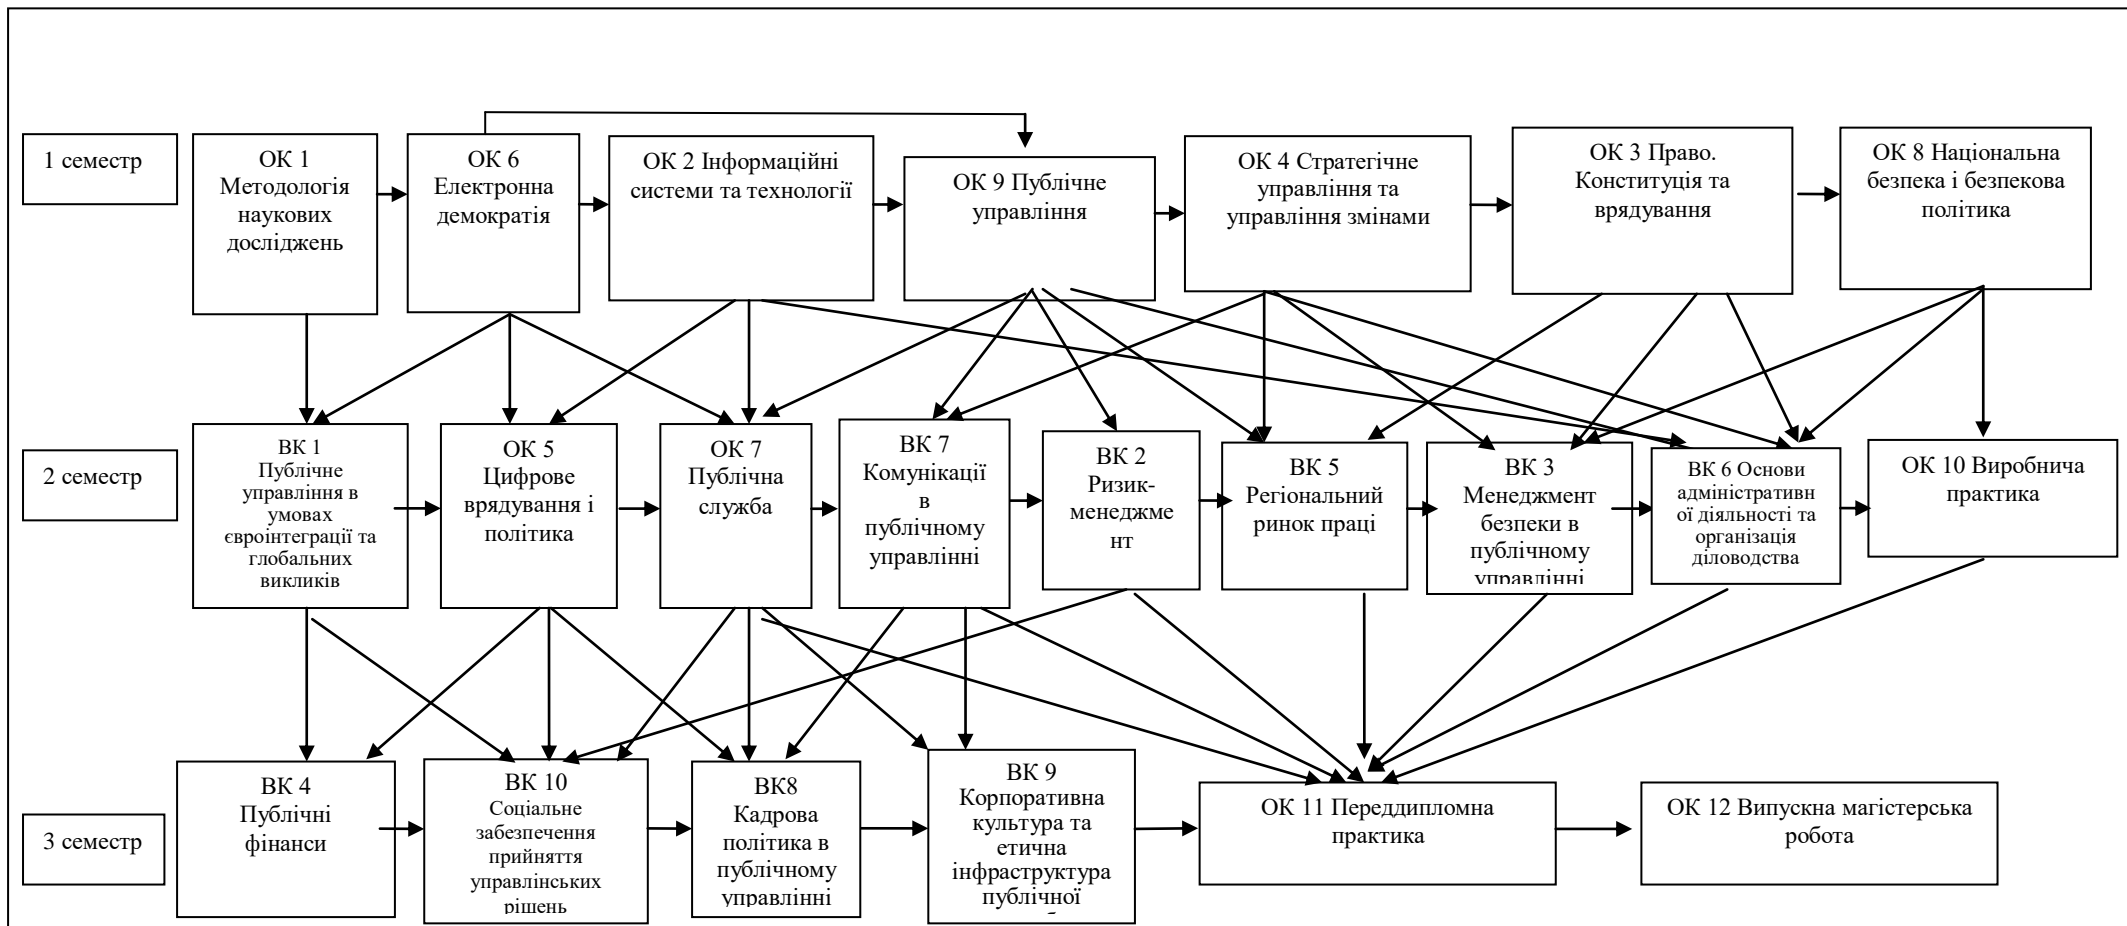 1 семестр
ОК 1
Методологія
наукових
досліджень
ОК 6
Електронна
демократія
ОК 2 Інформаційні
системи та технології
ОК 9 Публічне
управління
ОК 4 Стратегічне
управління та
управління змінами
ОК 3 Право.
Конституція та
врядування
ОК 8 Національна
безпека і безпекова
політика
2 семестр
ВК 1
Публічне
управління в
умовах
євроінтеграції та
глобальних
викликів
ОК 5
Цифрове
врядування і
політика
ОК 7
Публічна
служба
ВК 7
Комунікації
в
публічному
управлінні
ВК 2
Ризик-
менеджме
нт
ВК 5
Регіональний
ринок праці
ВК 3
Менеджмент
безпеки в
публічному
управлінні
ВК 6 Основи
адміністративн
ої діяльності та
організація
діловодства
ОК 10 Виробнича
практика
3 семестр
ВК 4
Публічні
фінанси
ВК 10
Соціальне
забезпечення
прийняття
управлінських
рішень
ВК8
Кадрова
політика в
публічному
управлінні
ВК 9
Корпоративна
культура та
етична
інфраструктура
публічної
ОК 11 Переддипломна
практика
ОК 12 Випускна магістерська
робота